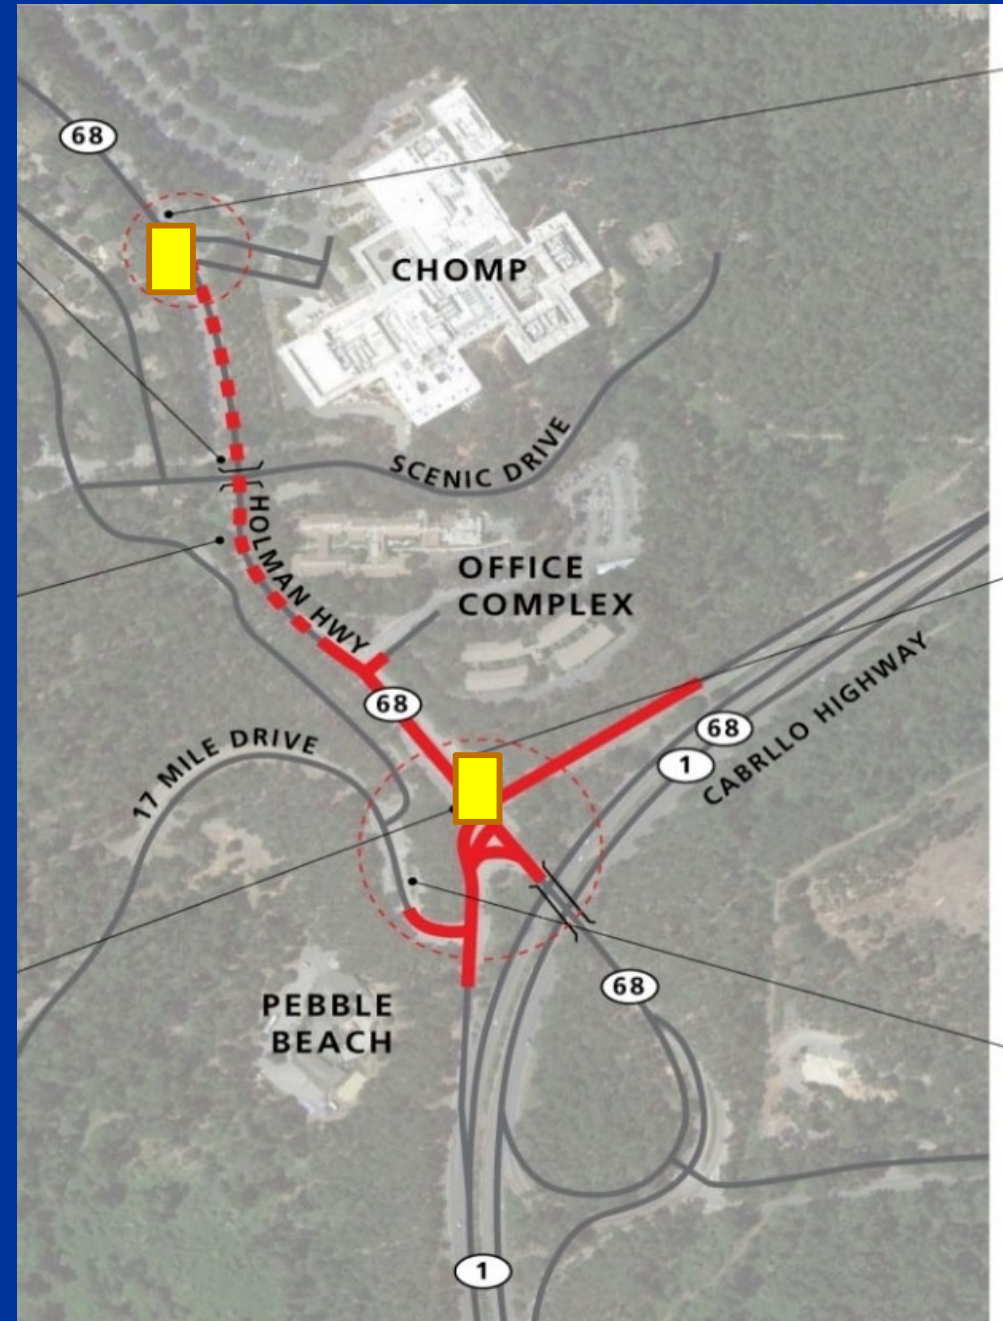 68
CHOMP
SCENIC DRIVE
HOLMAN HWY
OFFICE
COMPLEX
68
17 MILE DRIVE
68
1
CABRLLO HIGHWAY
PEBBLE
BEACH
68
1